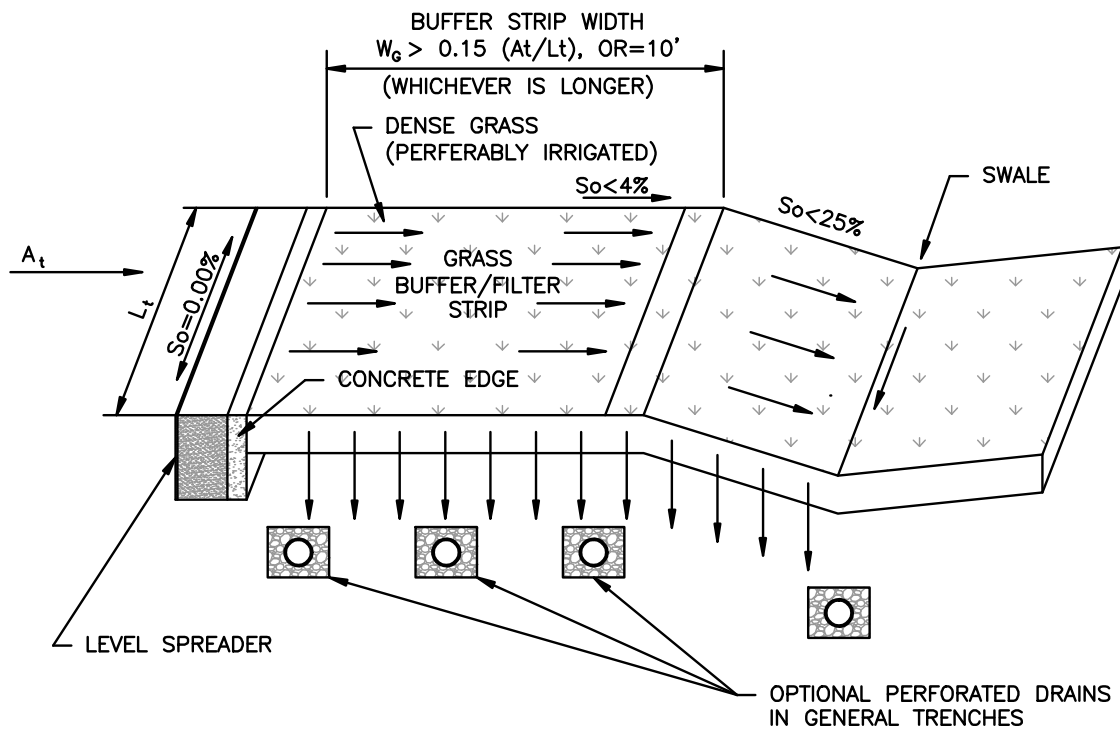 BUFFER STRIP WIDTH
W_G > 0.15 (At/Lt), OR=10'
(WHICHEVER IS LONGER)
DENSE GRASS
(PERFERABLY IRRIGATED)
So<4%
SWALE
So<25%
A_t
L_t
So=0.00%
GRASS
BUFFER/FILTER
STRIP
CONCRETE EDGE
LEVEL SPREADER
OPTIONAL PERFORATED DRAINS
IN GENERAL TRENCHES